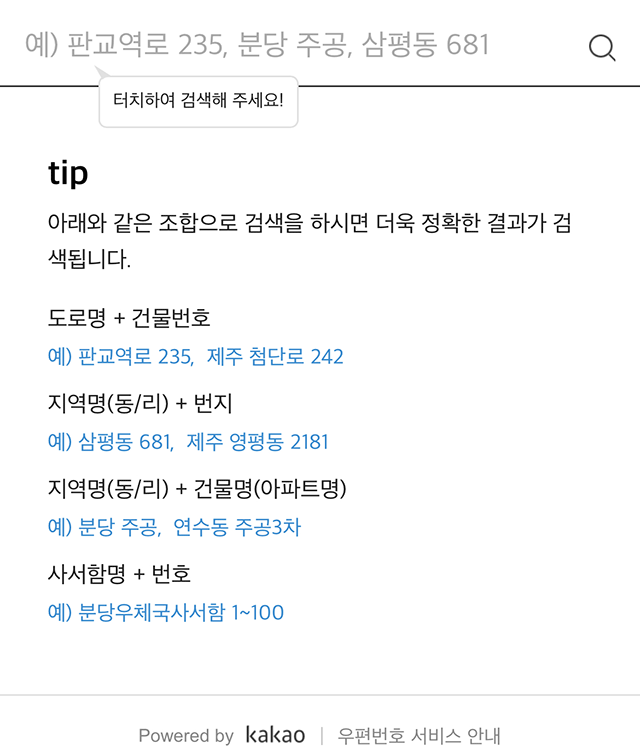 예) 판교역로 235, 분당 주공, 삼평동 681
터치하여 검색해 주세요!
tip
아래와 같은 조합으로 검색을 하시면 더욱 정확한 결과가 검
색됩니다.
도로명 + 건물번호
예) 판교역로 235, 제주 첨단로 242
지역명(동/리) + 번지
예) 삼평동 681, 제주 영평동 2181
지역명(동/리) + 건물명(아파트명)
예) 분당 주공, 연수동 주공3차
사서함명 + 번호
예) 분당우체국사서함 1~100
Powered by kakao | 우편번호 서비스 안내